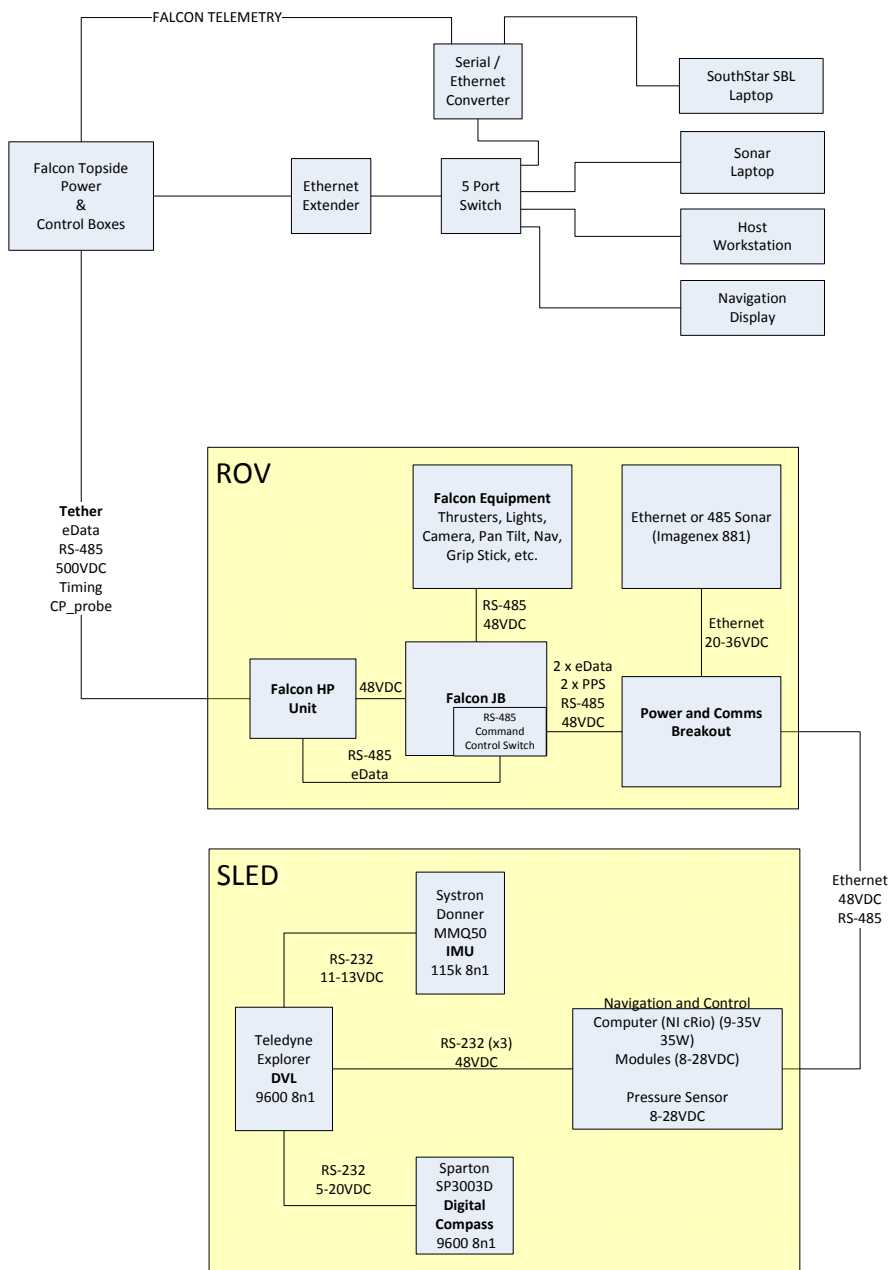 FALCON TELEMETRY
Serial /
Ethernet
Converter
SouthStar SBL
Laptop
Falcon Topside
Power
&
Control Boxes
Ethernet
Extender
5 Port
Switch
Sonar
Laptop
Host
Workstation
Navigation
Display
Tether
eData
RS-485
500VDC
Timing
CP_probe
ROV
Falcon Equipment
Thrusters, Lights,
Camera, Pan Tilt, Nav,
Grip Stick, etc.
Ethernet or 485 Sonar
(Imagenex 881)
RS-485
48VDC
Ethernet
20-36VDC
Falcon HP
Unit
48VDC
Falcon JB
RS-485
Command
Control Switch
2 x eData
2 x PPS
RS-485
48VDC
Power and Comms
Breakout
RS-485
eData
Ethernet
48VDC
RS-485
SLED
Systron
Donner
MMQ50
IMU
115k 8n1
RS-232
11-13VDC
Teledyne
Explorer
DVL
9600 8n1
RS-232 (x3)
48VDC
Navigation and Control
Computer (NI cRio) (9-35V
35W)
Modules (8-28VDC)
Pressure Sensor
8-28VDC
RS-232
5-20VDC
Sparton
SP3003D
Digital
Compass
9600 8n1